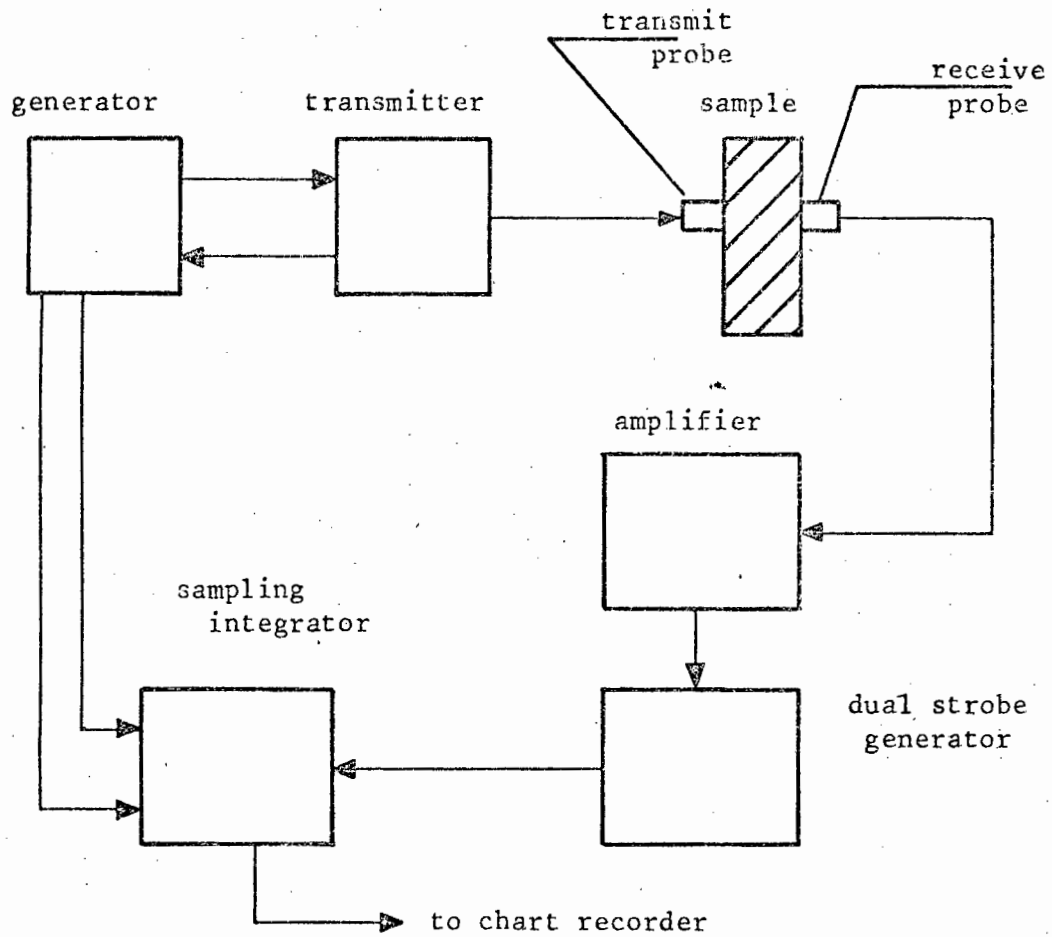 transmit
probe
receive
probe
generator
transmitter
sample
amplifier
sampling
integrator
dual strobe
generator
to chart recorder